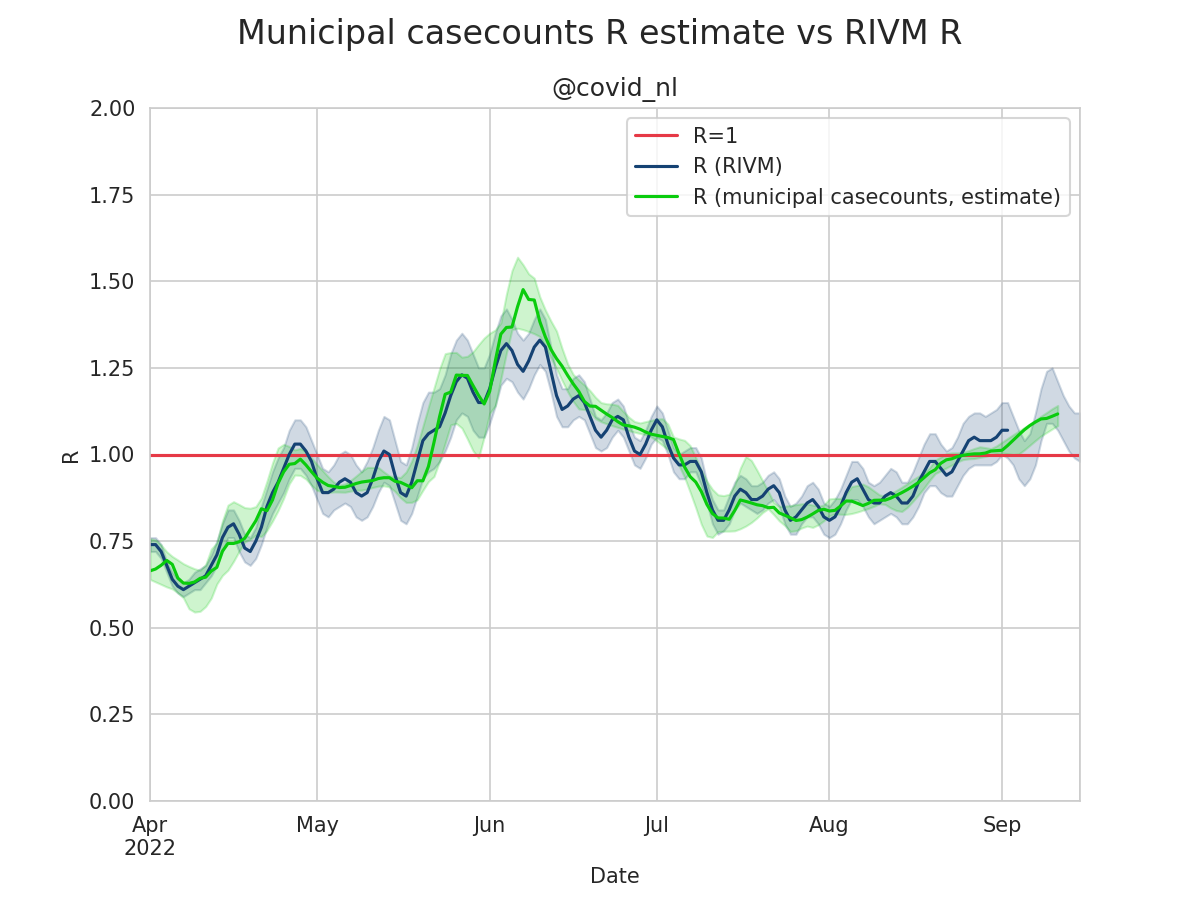 Municipal casecounts R estimate vs RIVM R
@covid_nl
R=1
R (RIVM)
R (municipal casecounts, estimate)
2.00
1.75
1.50
1.25
1.00
0.75
0.50
0.25
0.00
R
Apr May Jun Jul Aug Sep
2022
Date